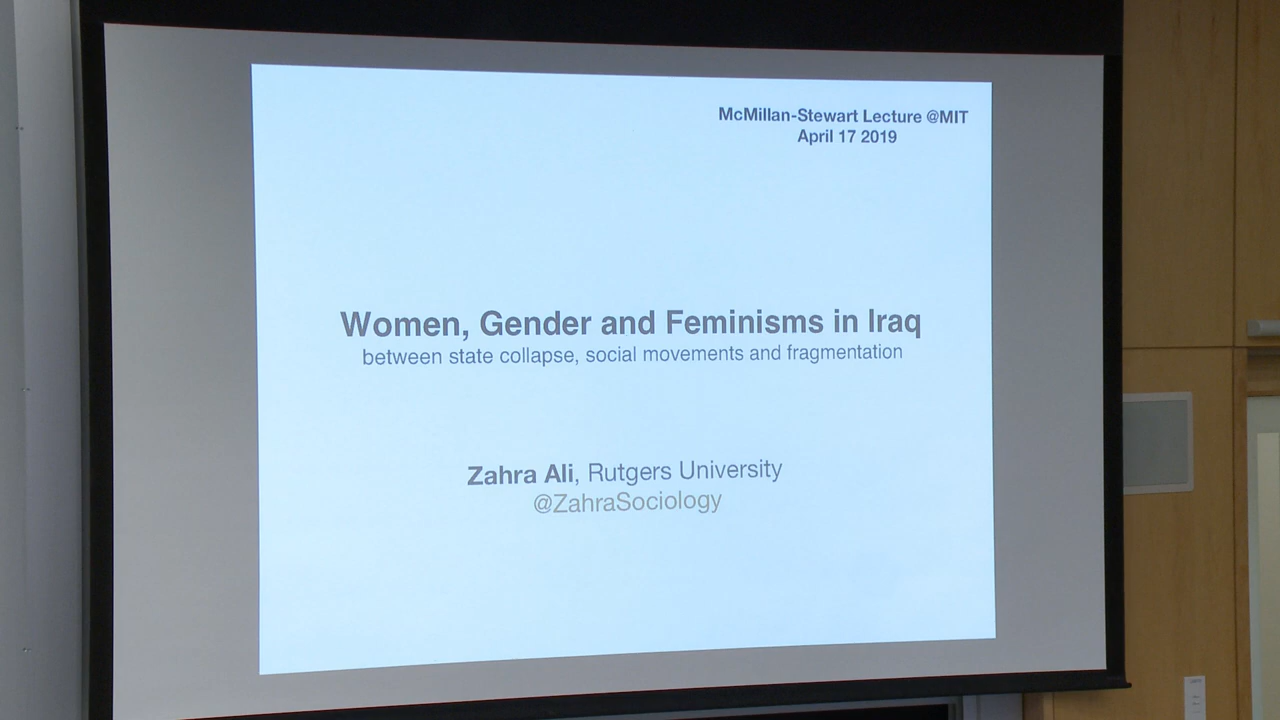 McMillan-Stewart Lecture @MIT
April 17 2019
Women, Gender and Feminisms in Iraq
between state collapse, social movements and fragmentation
Zahra Ali, Rutgers University
@ZahraSociology